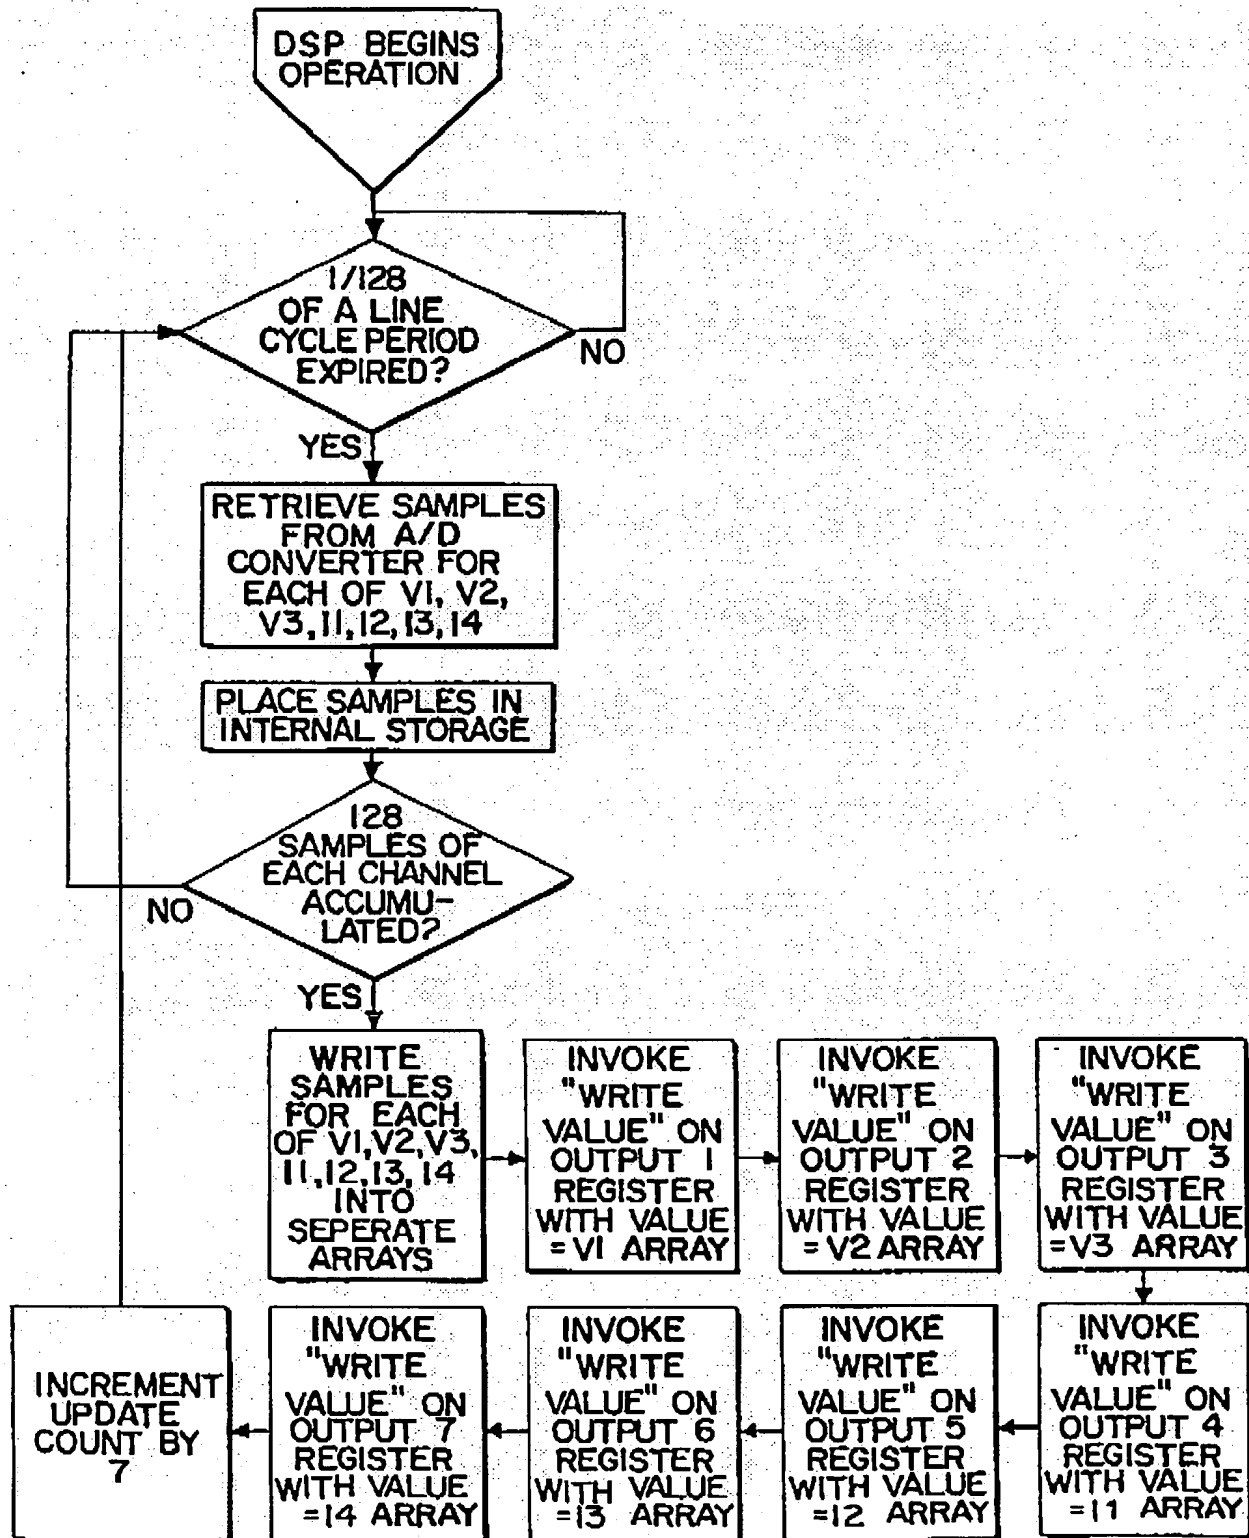 DSP BEGINS
OPERATION
1/128
OF A LINE
CYCLE PERIOD
EXPIRED?
NO
YES
RETRIEVE SAMPLES
FROM A/D
CONVERTER FOR
EACH OF V1, V2,
V3, I1, I2, I3, I4
PLACE SAMPLES IN
INTERNAL STORAGE
128
SAMPLES OF
EACH CHANNEL
ACCUMU-
LATED?
NO
YES
WRITE
SAMPLES
FOR EACH
OF V1,V2,V3,
I1,I2,I3,I4
INTO
SEPERATE
ARRAYS
INVOKE
"WRITE
VALUE" ON
OUTPUT 1
REGISTER
WITH VALUE
=V1 ARRAY
INVOKE
"WRITE
VALUE" ON
OUTPUT 2
REGISTER
WITH VALUE
=V2 ARRAY
INVOKE
"WRITE
VALUE" ON
OUTPUT 3
REGISTER
WITH VALUE
=V3 ARRAY
INVOKE
"WRITE
VALUE" ON
OUTPUT 4
REGISTER
WITH VALUE
=I1 ARRAY
INVOKE
"WRITE
VALUE" ON
OUTPUT 5
REGISTER
WITH VALUE
=I2 ARRAY
INVOKE
"WRITE
VALUE" ON
OUTPUT 6
REGISTER
WITH VALUE
=I3 ARRAY
INVOKE
"WRITE
VALUE" ON
OUTPUT 7
REGISTER
WITH VALUE
=I4 ARRAY
INCREMENT
UPDATE
COUNT BY
7